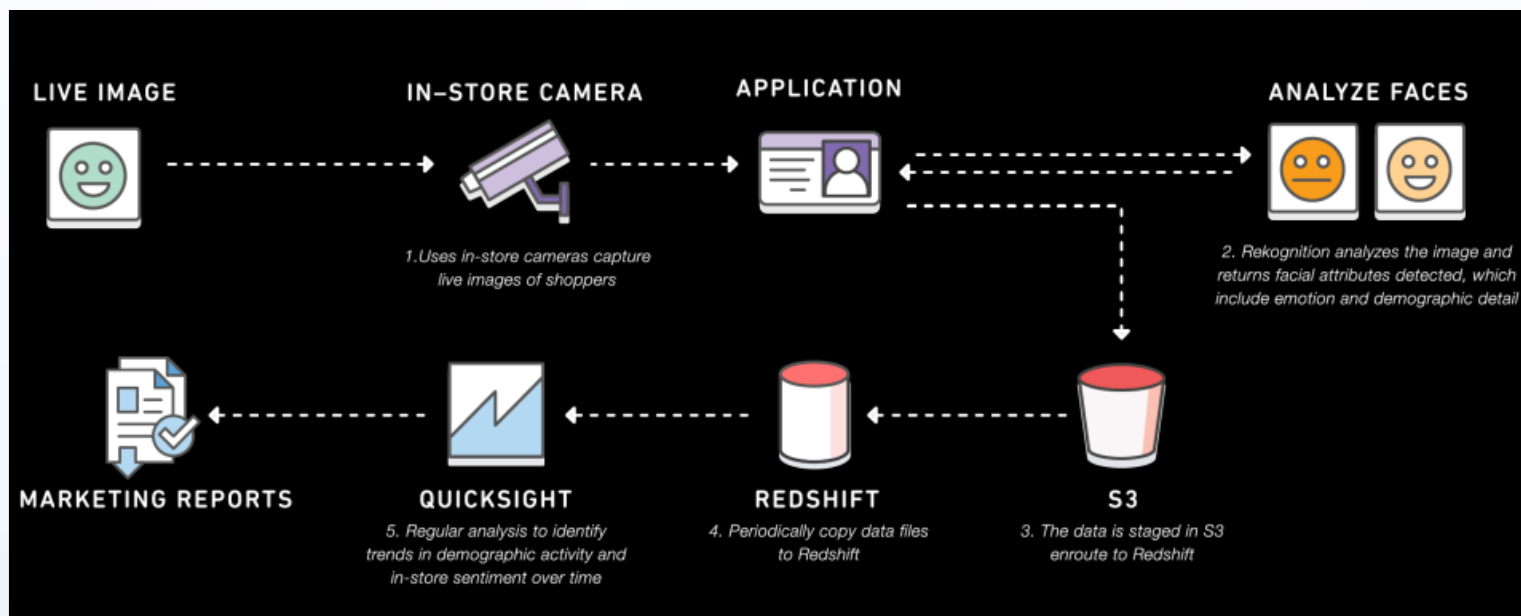 LIVE IMAGE
IN–STORE CAMERA
APPLICATION
ANALYZE FACES
1.Uses in-store cameras capture
live images of shoppers
2. Rekognition analyzes the image and
returns facial attributes detected, which
include emotion and demographic detail
MARKETING REPORTS
QUICKSIGHT
5. Regular analysis to identify
trends in demographic activity and
in-store sentiment over time
REDSHIFT
4. Periodically copy data files
to Redshift
S3
3. The data is staged in S3
enroute to Redshift